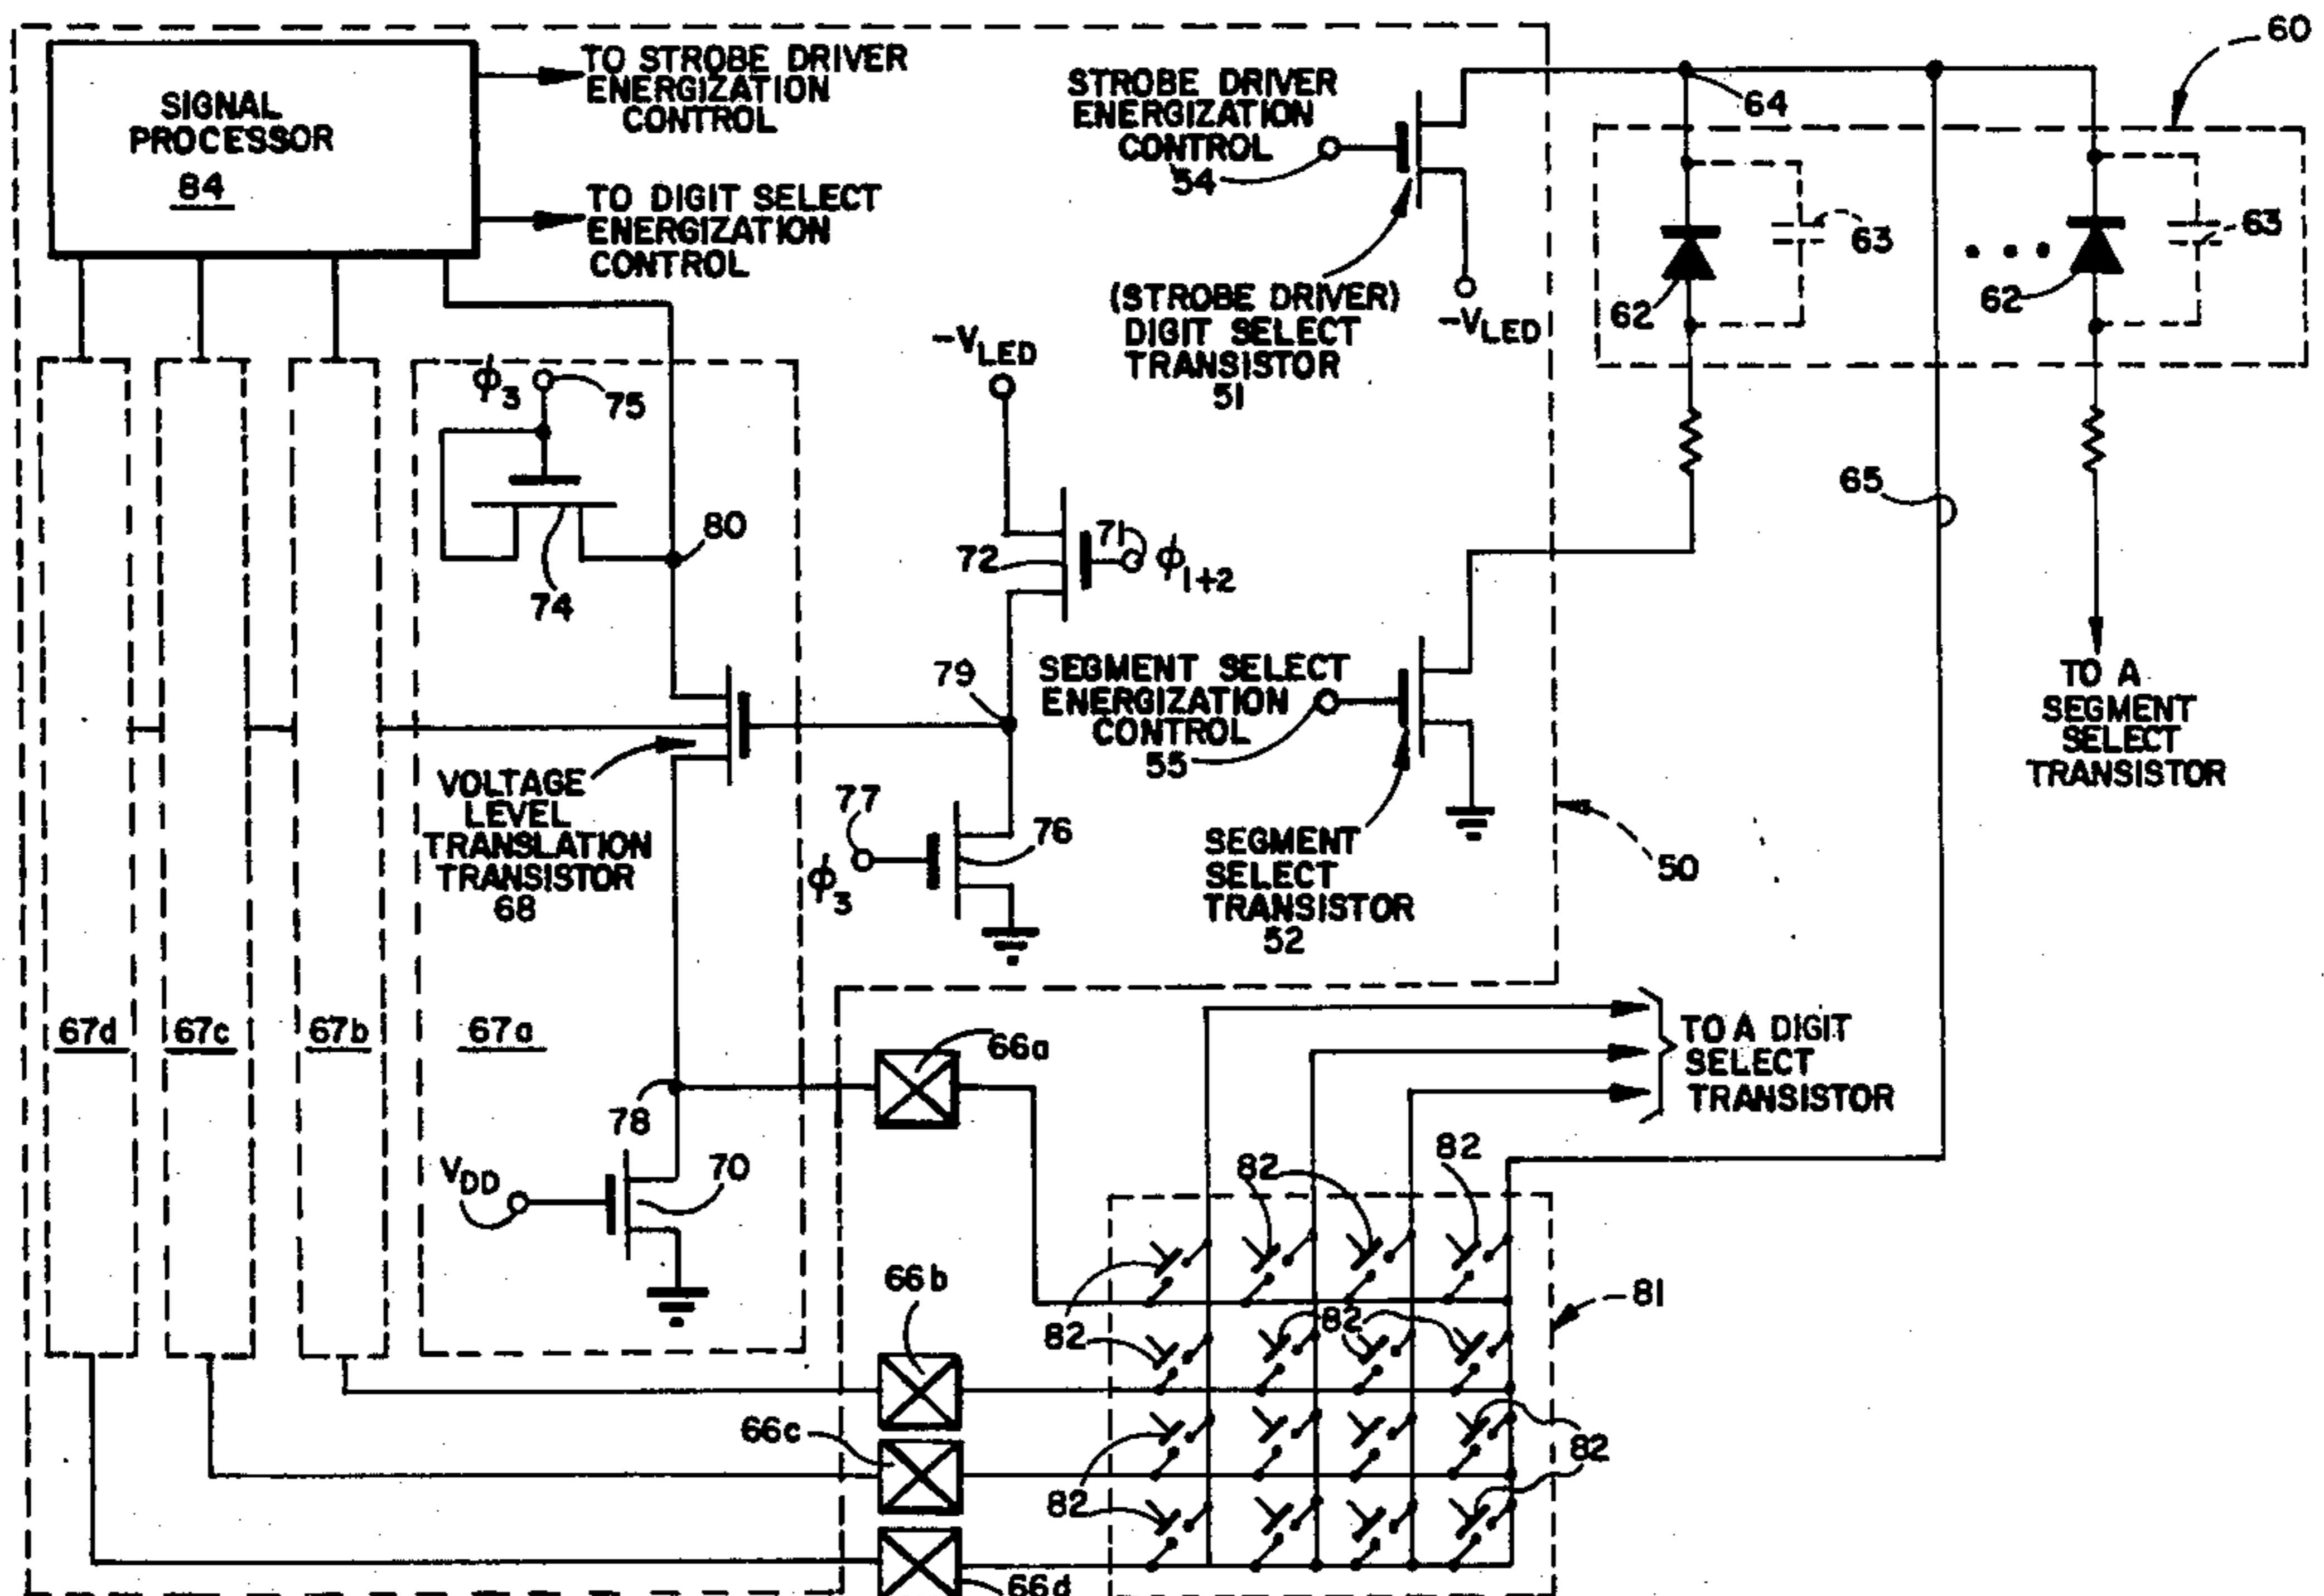 SIGNAL
PROCESSOR
84
TO STROBE DRIVER
ENERGIZATION
CONTROL
TO DIGIT SELECT
ENERGIZATION
CONTROL
STROBE DRIVER
ENERGIZATION
CONTROL
54
(STROBE DRIVER)
DIGIT SELECT
TRANSISTOR
51
-VLED
64
60
62
63
62
63
65
TO A
SEGMENT
SELECT
TRANSISTOR
ϕ3
75
74
80
-VLED
72
71
ϕ1+2
79
SEGMENT SELECT
ENERGIZATION
CONTROL
55
SEGMENT
SELECT
TRANSISTOR
52
50
VOLTAGE
LEVEL
TRANSLATION
TRANSISTOR
68
77
ϕ3
76
67d
67c
67b
67a
66a
TO A DIGIT
SELECT
TRANSISTOR
78
VDD
70
82
82
66b
82
82
82
81
66c
82
82
66d